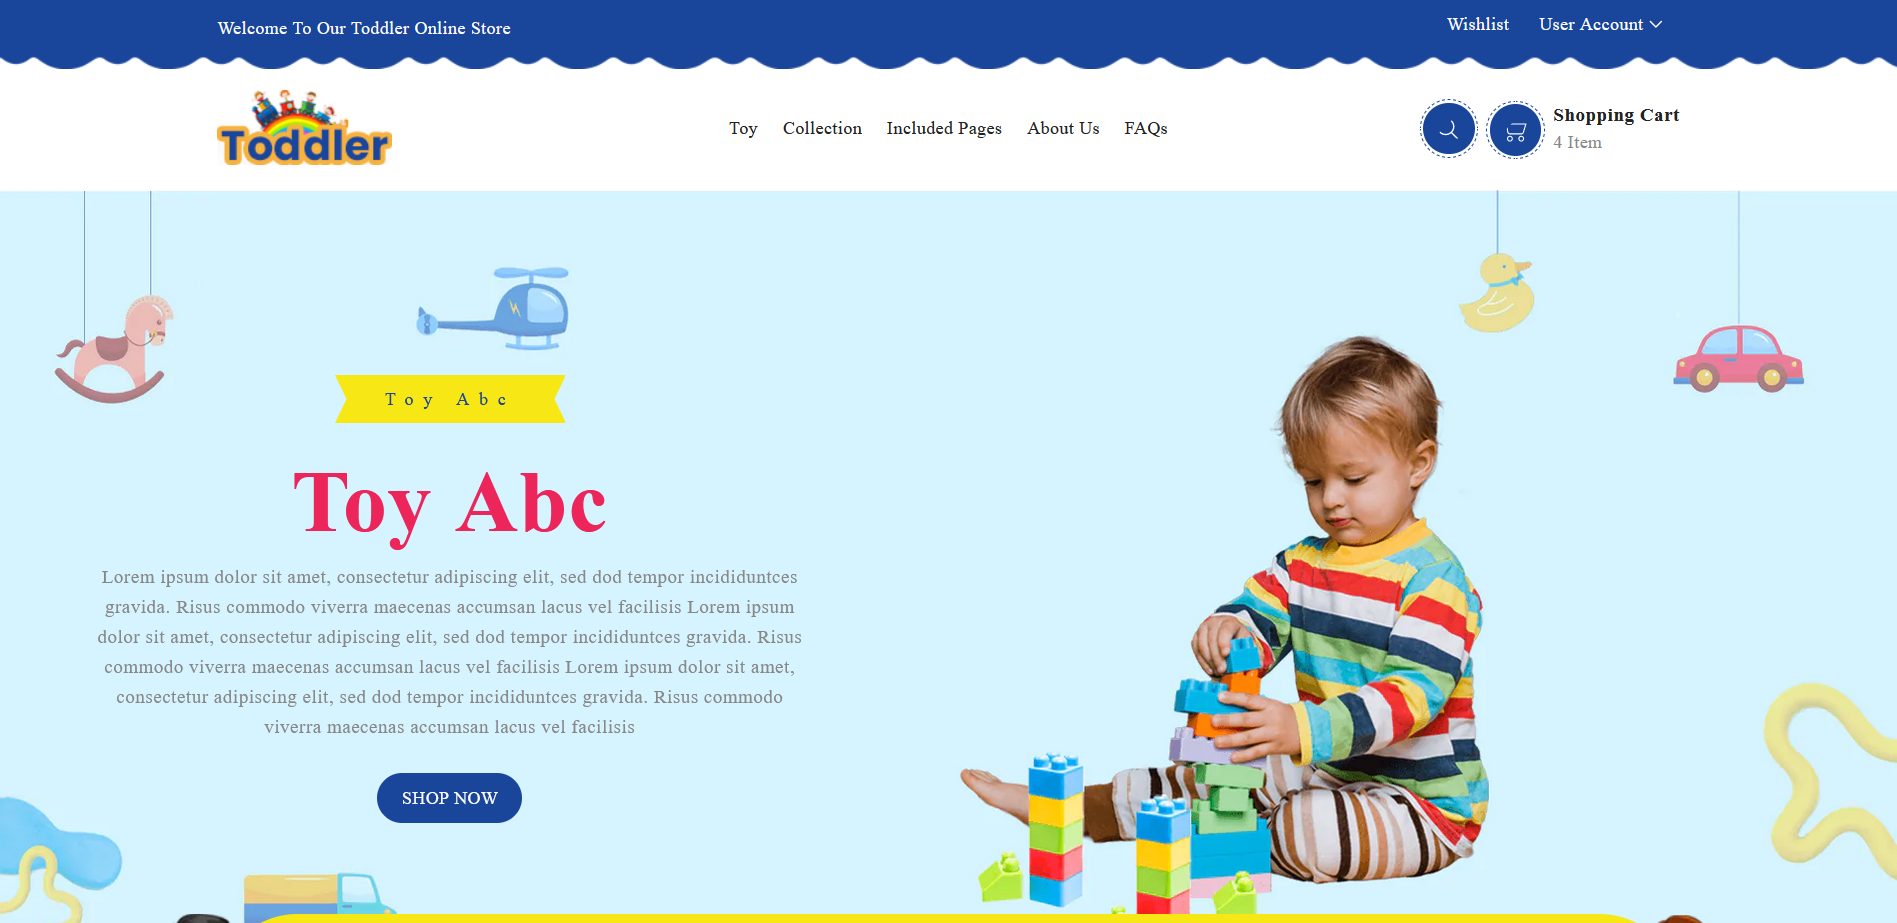 Welcome To Our Toddler Online Store
Wishlist
User Account
Toddler
Toy
Collection
Included Pages
About Us
FAQs
Shopping Cart
4 Item
Toy Abc
Toy Abc
Lorem ipsum dolor sit amet, consectetur adipiscing elit, sed dod tempor incididuntces
gravida. Risus commodo viverra maecenas accumsan lacus vel facilisis Lorem ipsum
dolor sit amet, consectetur adipiscing elit, sed dod tempor incididuntces gravida. Risus
commodo viverra maecenas accumsan lacus vel facilisis Lorem ipsum dolor sit amet,
consectetur adipiscing elit, sed dod tempor incididuntces gravida. Risus commodo
viverra maecenas accumsan lacus vel facilisis
SHOP NOW